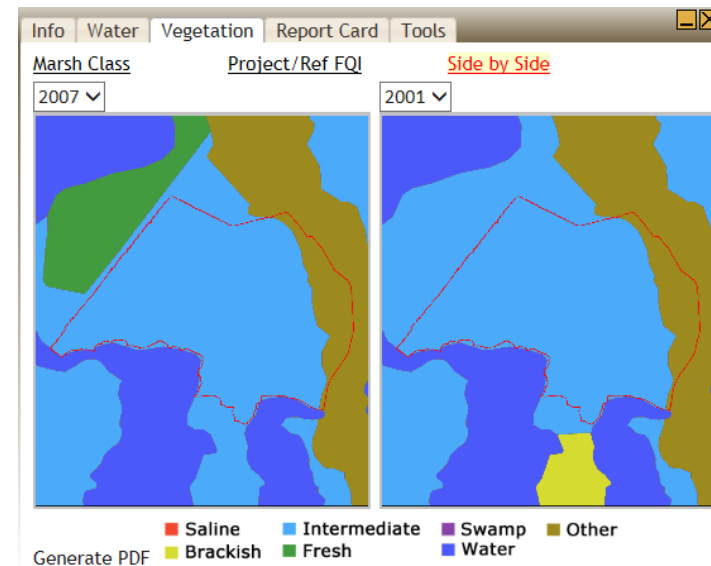 Info Water Vegetation Report Card Tools
Marsh Class Project/Ref FQI Side by Side
2007 2001
Saline Intermediate Swamp Other
Brackish Fresh Water
Generate PDF